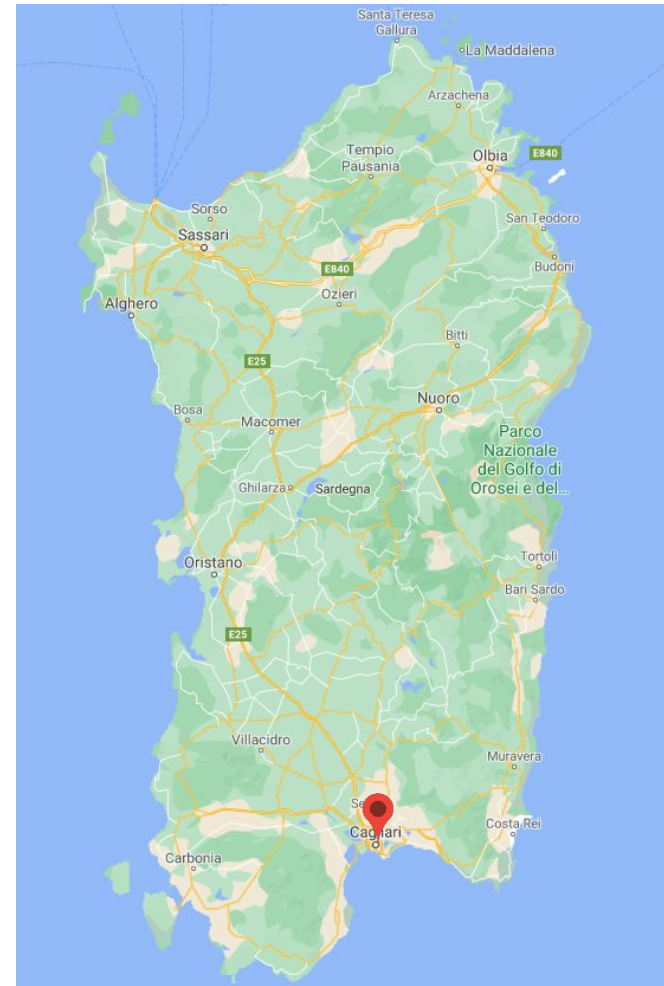 Santa Teresa
Gallura
La Maddalena
Arzachena
Tempio
Pausania
Olbia
E840
Sorso
San Teodoro
Sassari
Budoni
E840
Ozieri
Alghero
Bitti
E25
Nuoro
Bosa
Macomer
Parco
Nazionale
del Golfo di
Orosei e del...
Ghilarza
Sardegna
Tortoli
Oristano
Bari Sardo
E25
Villacidro
Muravera
Se
Costa Rei
Cagliari
Carbonia